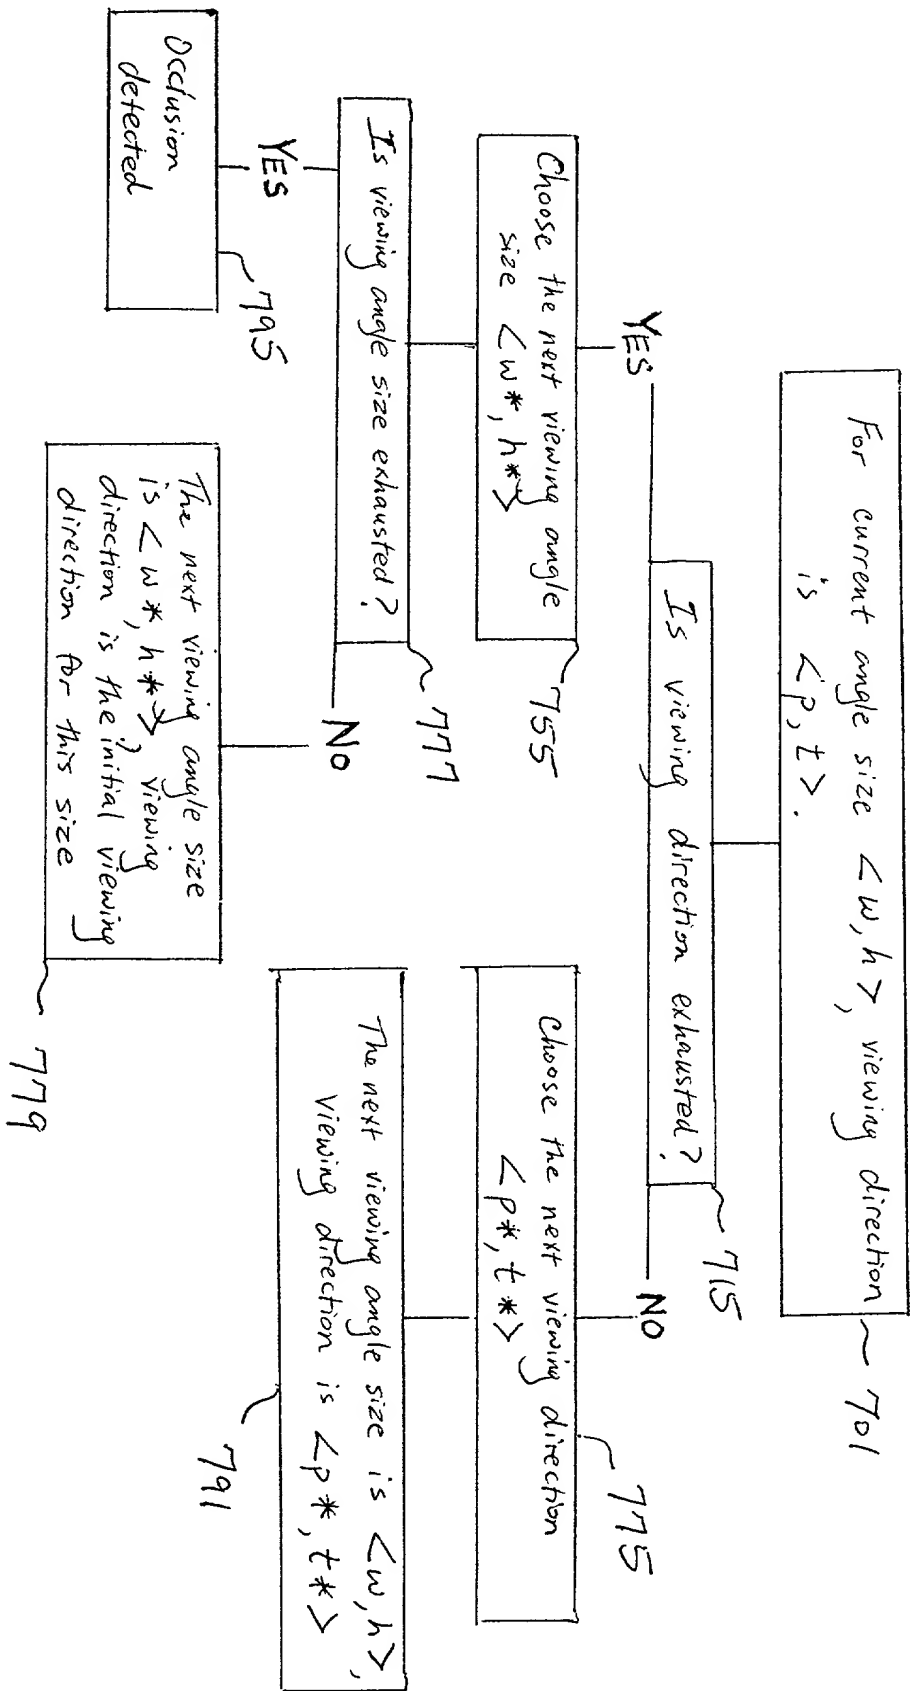 For current angle size <w, h>, viewing direction
is <p, t>.
701
Is viewing direction exhausted?
715
YES
NO
Choose the next viewing angle
size <w*, h*>
755
Choose the next viewing direction
<p*, t*>
775
Is viewing angle size exhausted?
777
The next viewing angle size is <w, h>,
viewing direction is <p*, t*>
791
YES
NO
Occlusion
detected
795
The next viewing angle size
is <w*, h*>, viewing
direction is the initial viewing
direction for this size
779